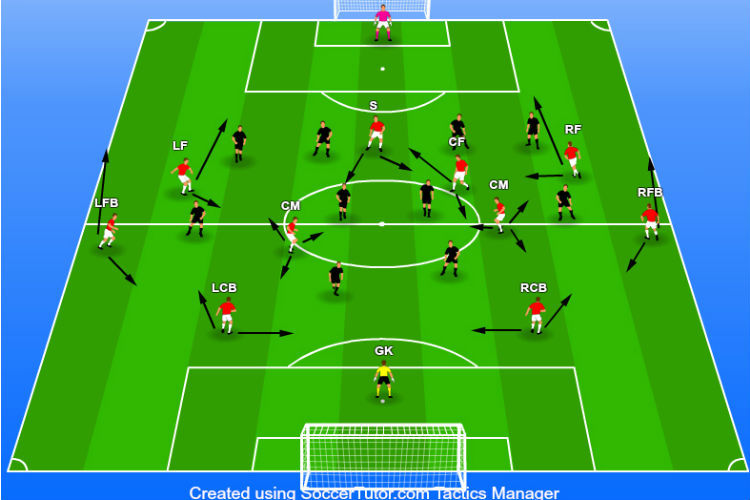 S
LF
CF
RF
LFB
CM
CM
RFB
LCB
RCB
GK
Created using SoccerTutor.com Tactics Manager